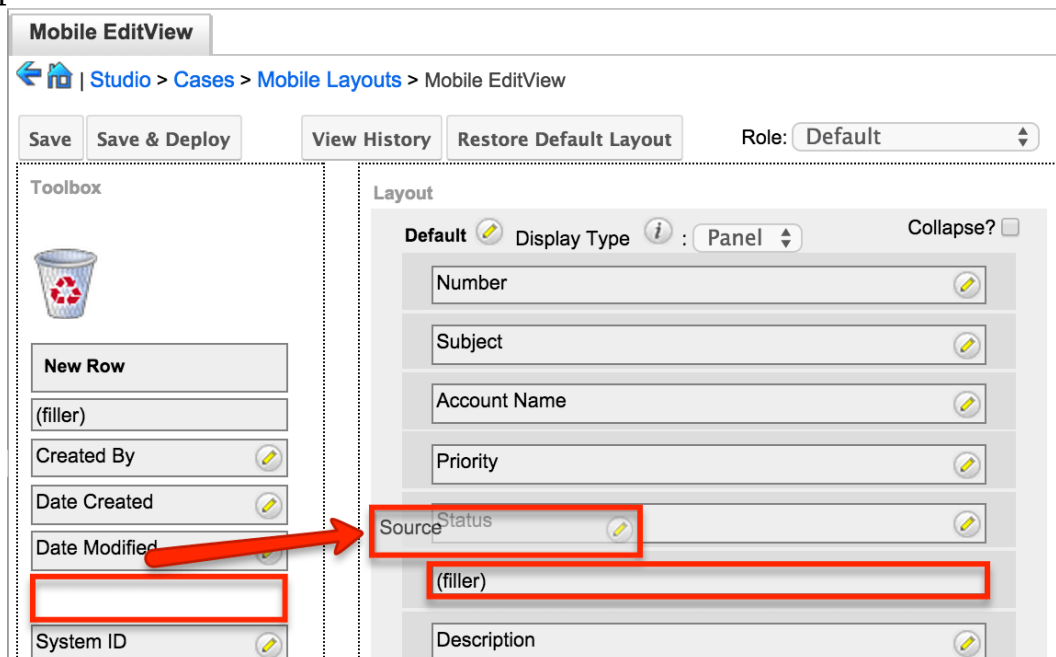 Mobile EditView
| Studio > Cases > Mobile Layouts > Mobile EditView
Save Save & Deploy View History Restore Default Layout Role: Default
Toolbox
Layout
Default Display Type i : Panel Collapse?
Number
Subject
New Row
Account Name
(filler)
Created By
Priority
Date Created
Source Status
Date Modified
(filler)
System ID
Description